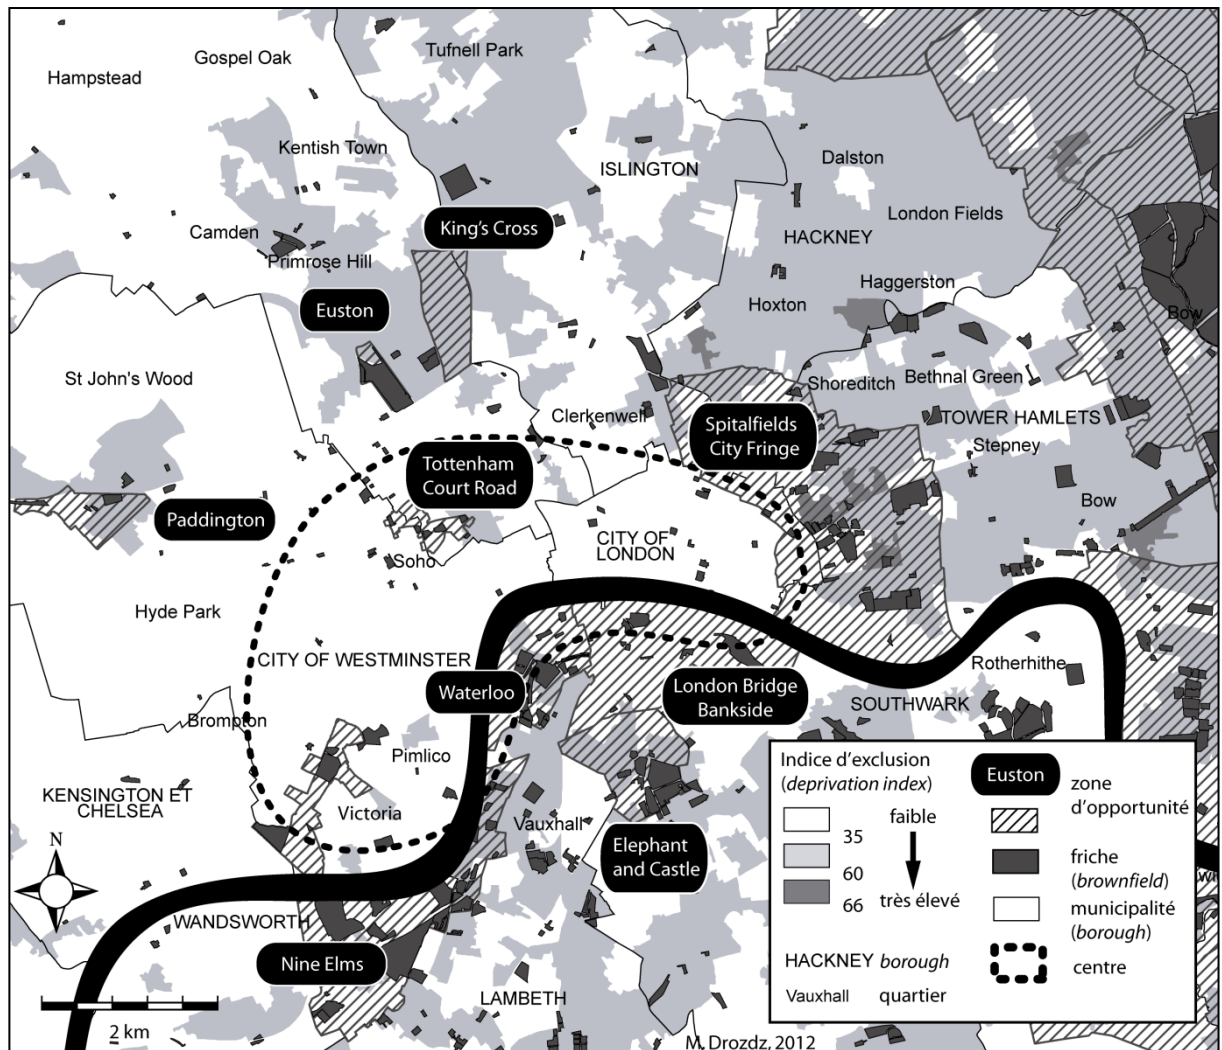 Tufnell Park
Gospel Oak
Hampstead
Kentish Town
Dalston
ISLINGTON
London Fields
Camden
King's Cross
HACKNEY
Primrose Hill
Haggerston
Euston
Hoxton
Bow
St John's Wood
Shoreditch
Bethnal Green
Clerkenwell
Spitalfields
City Fringe
TOWER HAMLETS
Stepney
Tottenham
Court Road
Bow
Paddington
CITY OF
LONDON
Soho
Hyde Park
CITY OF WESTMINSTER
Rotherhithe
Waterloo
London Bridge
Bankside
SOUTHWARK
Brompton
Pimlico
KENSINGTON ET
CHELSEA
Victoria
Vauxhall
Elephant
and Castle
N
WANDSWORTH
Nine Elms
LAMBETH
2 km
M. Drozdz, 2012
Indice d'exclusion
(deprivation index)
faible
35
60
66
très élevé
HACKNEY borough
Vauxhall quartier
Euston
zone
d'opportunité
friche
(brownfield)
municipalité
(borough)
centre